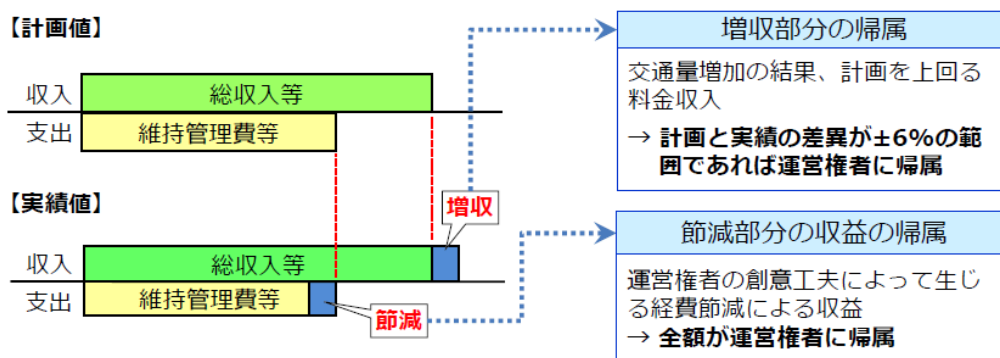 【計画値】
収入
総収入等
支出
維持管理費等
【実績値】
増収
収入
総収入等
支出
維持管理費等
節減
増収部分の帰属
交通量増加の結果、計画を上回る
料金収入
→ 計画と実績の差異が±6%の範
囲であれば運営権者に帰属
節減部分の収益の帰属
運営権者の創意工夫によって生じ
る経費節減による収益
→ 全額が運営権者に帰属